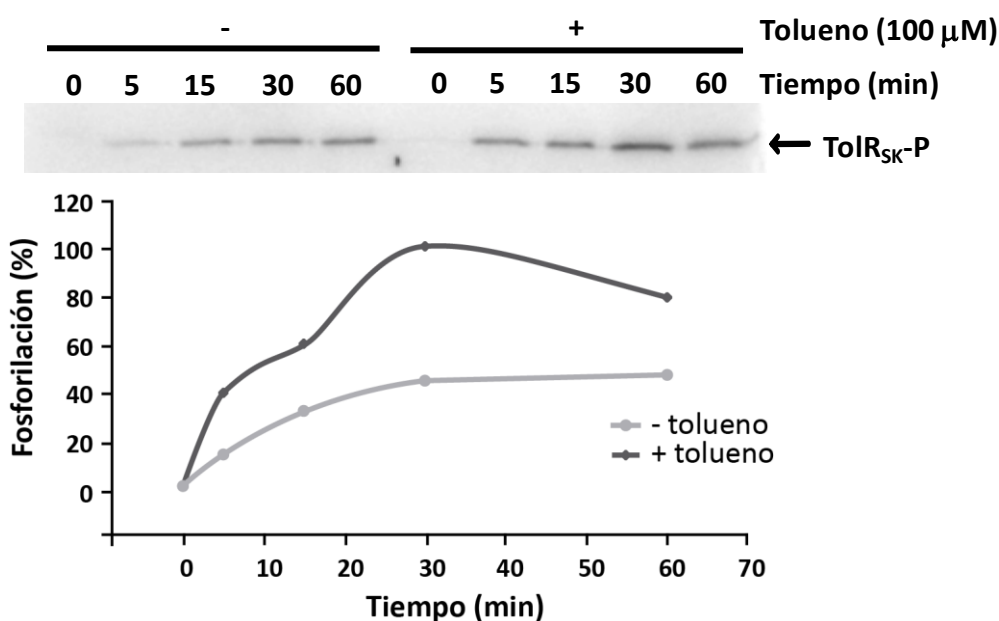 - + Tolueno (100 µM)
0 5 15 30 60 0 5 15 30 60 Tiempo (min)
TolR_SK-P
120
100
80
60
40
20
0
Fosforilación (%)
- tolueno
+ tolueno
0 10 20 30 40 50 60 70
Tiempo (min)